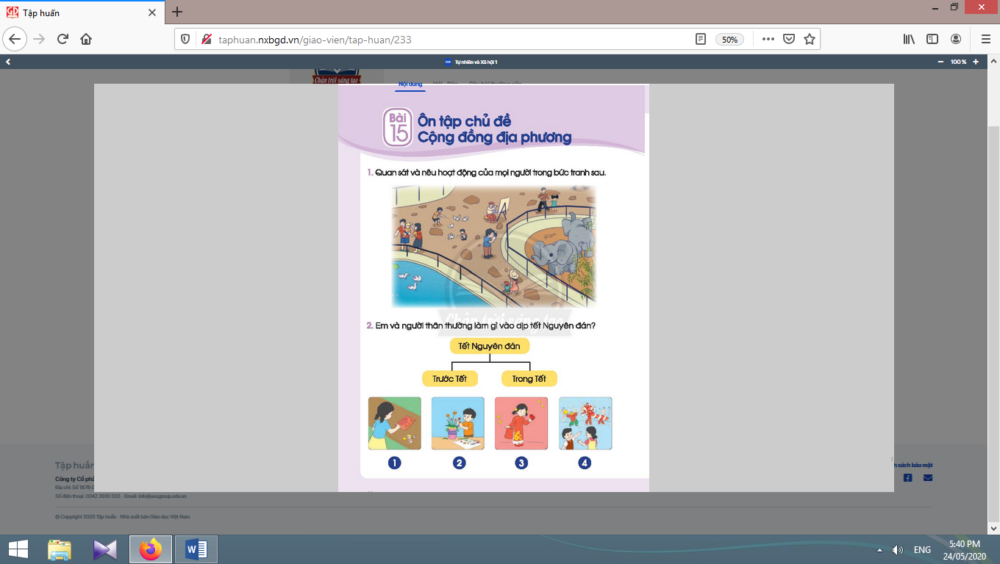 Tập huấn
taphuan.nxbgd.vn/giao-vien/tap-huan/233
50%
PDF Tự nhiên và Xã hội 1
100 %
Chân trời sáng tạo
Nội dung
Bài 15
Ôn tập chủ đề
Cộng đồng địa phương
1. Quan sát và nêu hoạt động của mọi người trong bức tranh sau.
Chân trời sáng tạo
2. Em và người thân thường làm gì vào dịp tết Nguyên đán?
Tết Nguyên đán
Trước Tết
Trong Tết
1
2
3
4
Tập huấn
Công ty Cổ phầ
Địa chỉ: Số 187B G
Số điện thoại: 0242 2610 333 - Email: info@acsgroup.edu.vn
h sách bảo mật
© Copyright 2020 Tập huấn - Nhà xuất bản Giáo dục Việt Nam
ENG
5:40 PM
24/05/2020